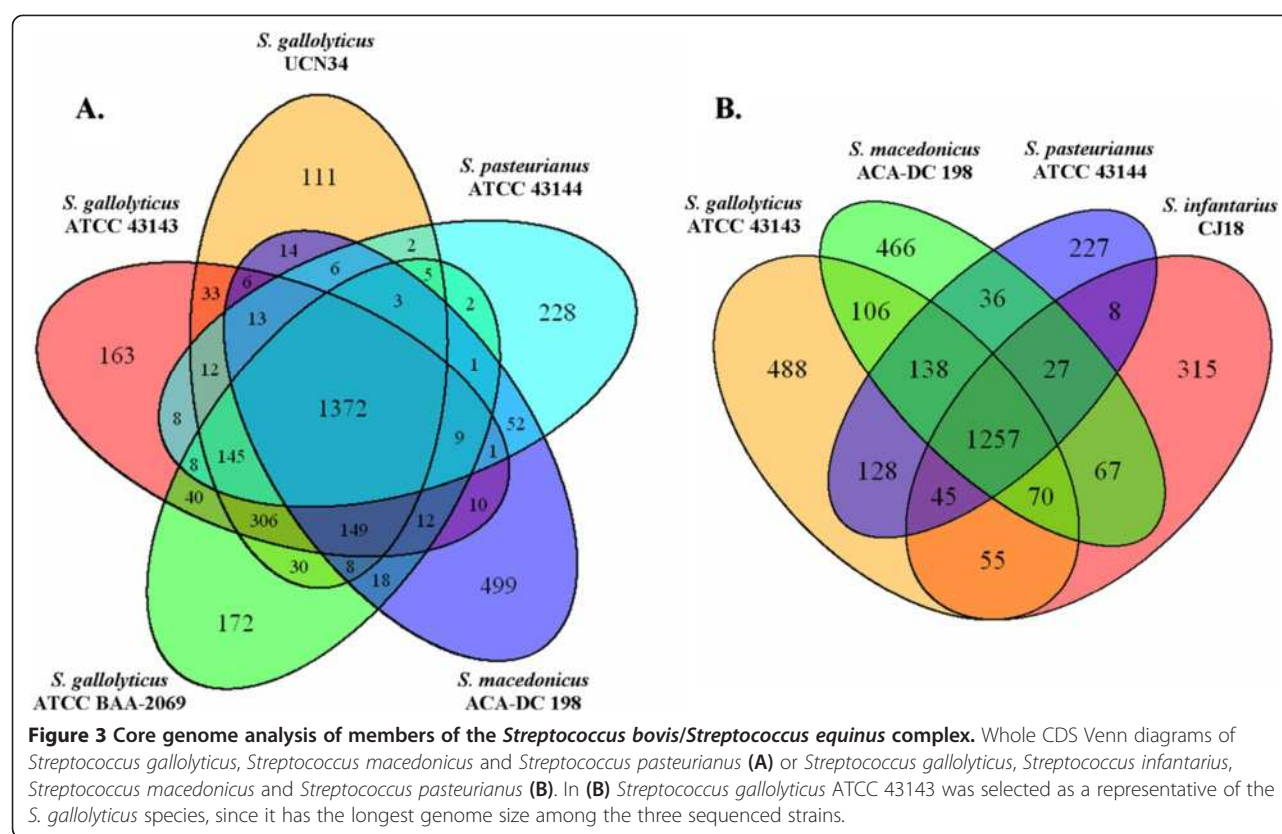 A.
S. gallolyticus
UCN34
S. pasteurianus
ATCC 43144
S. gallolyticus
ATCC 43143
111
14
2
6
5
33
6
3
2
228
13
163
12
1
1372
8
9
52
1
8
145
40
306
149
12
10
30
8
18
499
172
S. gallolyticus
ATCC BAA-2069
S. macedonicus
ACA-DC 198
B.
S. macedonicus
ACA-DC 198
S. pasteurianus
ATCC 43144
S. gallolyticus
ATCC 43143
S. infantarius
CJ18
466
227
106
36
8
488
138
27
315
1257
128
45
70
67
55
Figure 3 Core genome analysis of members of the Streptococcus bovis/Streptococcus equinus complex. Whole CDS Venn diagrams of
Streptococcus gallolyticus, Streptococcus macedonicus and Streptococcus pasteurianus (A) or Streptococcus gallolyticus, Streptococcus infantarius,
Streptococcus macedonicus and Streptococcus pasteurianus (B). In (B) Streptococcus gallolyticus ATCC 43143 was selected as a representative of the
S. gallolyticus species, since it has the longest genome size among the three sequenced strains.